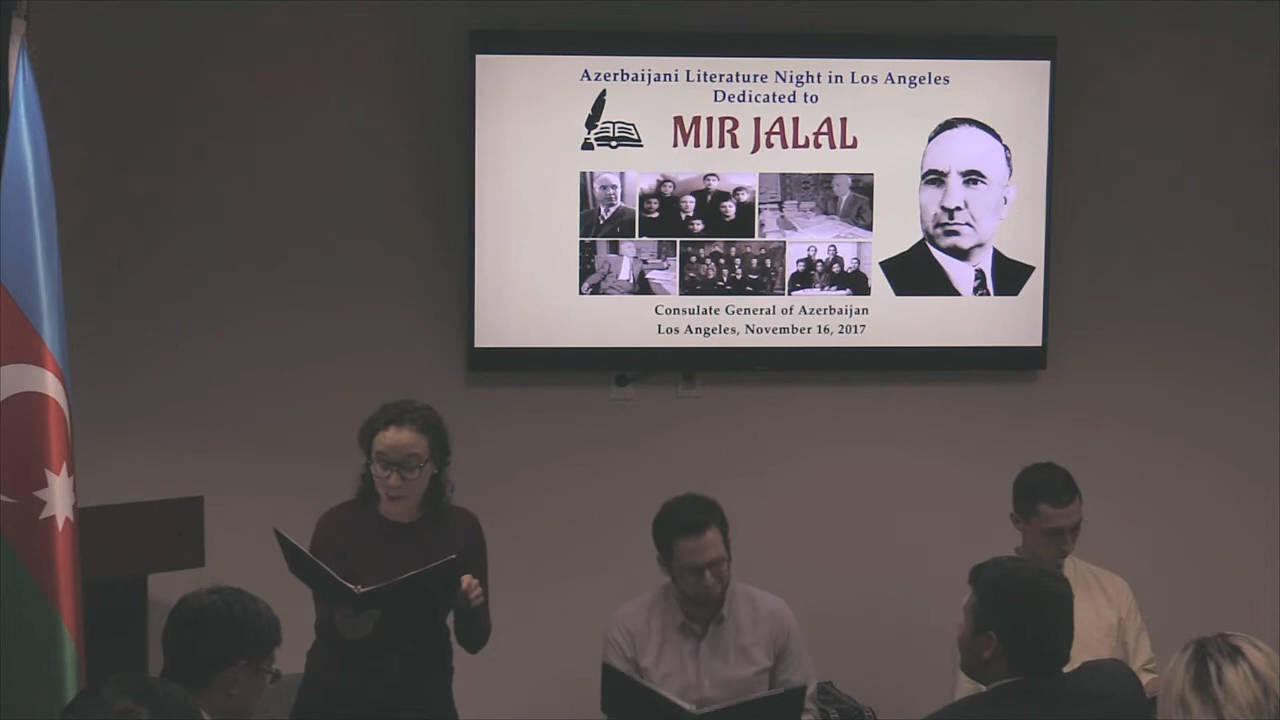 Azerbaijani Literature Night in Los Angeles
Dedicated to
MIR JALAL
Consulate General of Azerbaijan
Los Angeles, November 16, 2017